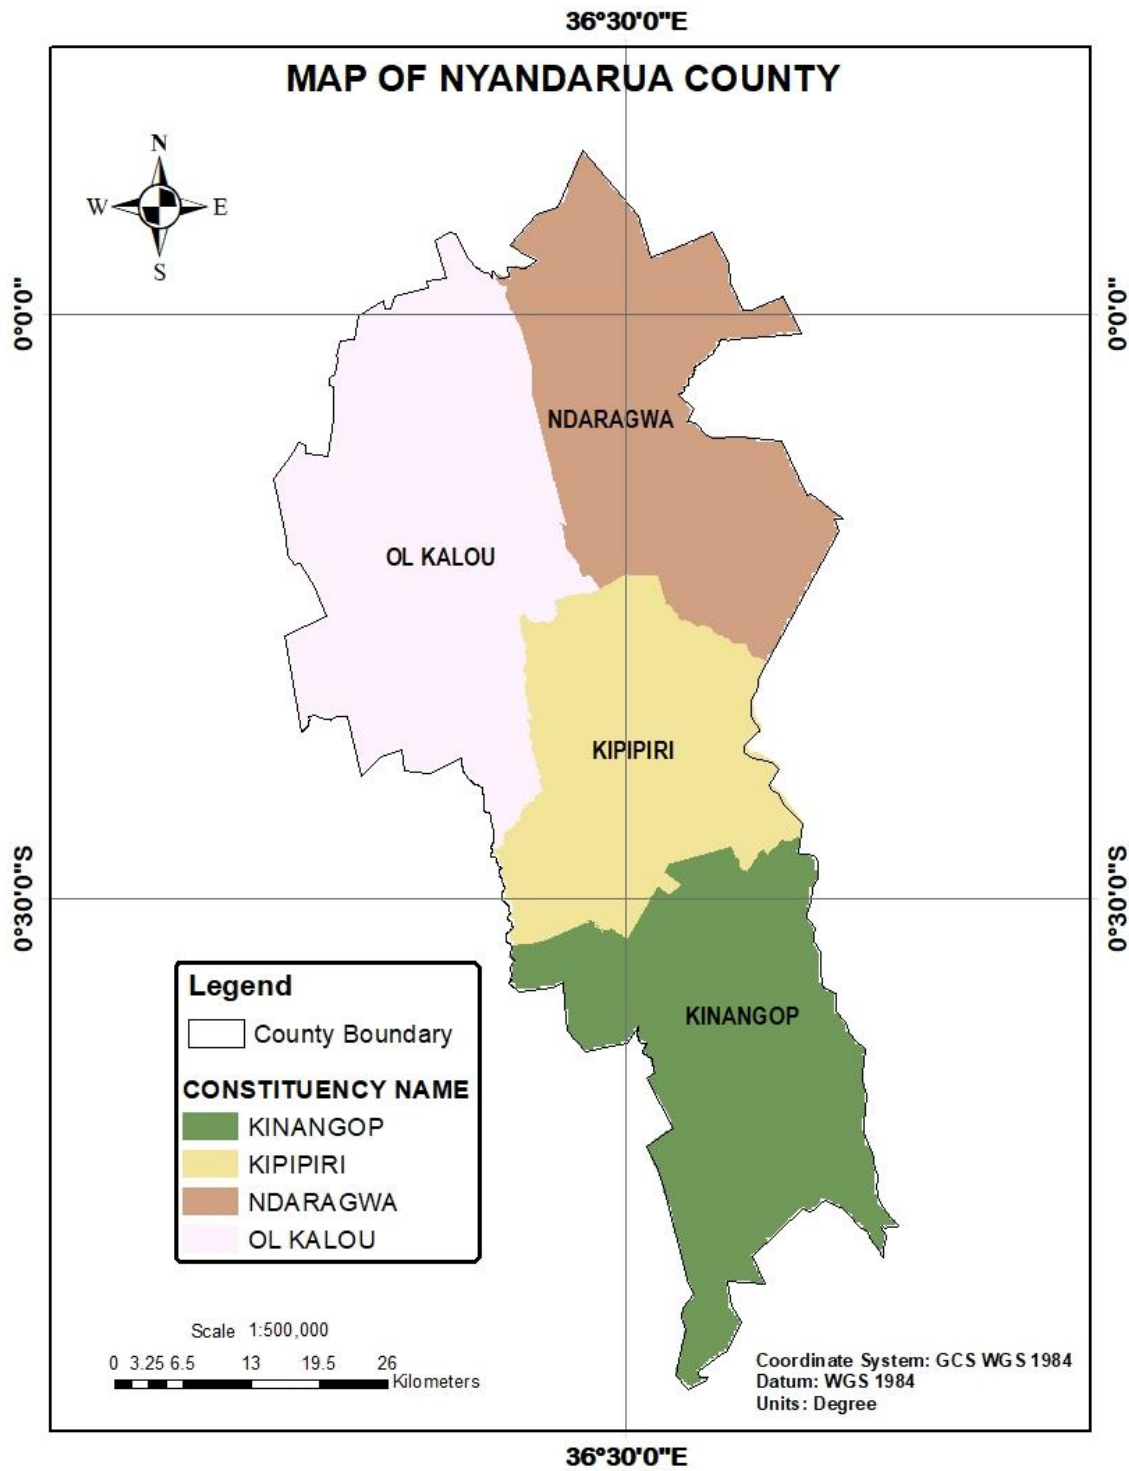 36°30'0"E
MAP OF NYANDARUA COUNTY
N
W E
S
0°0'0"
0°0'0"
NDARAGWA
OL KALOU
KIPIPIRI
0°30'0"S
0°30'0"S
KINANGOP
Legend
County Boundary
CONSTITUENCY NAME
KINANGOP
KIPIPIRI
NDARAGWA
OL KALOU
Scale 1:500,000
0 3.25 6.5 13 19.5 26
Kilometers
Coordinate System: GCS WGS 1984
Datum: WGS 1984
Units: Degree
36°30'0"E